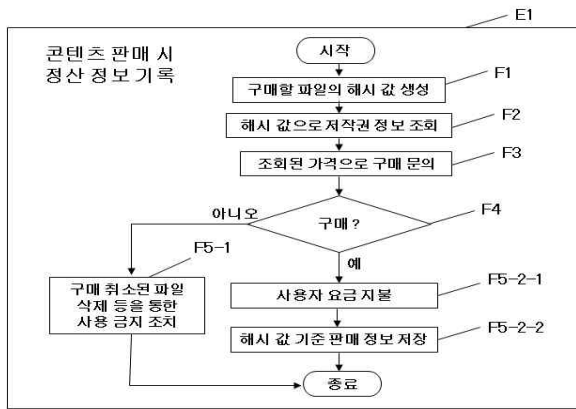 E1
콘텐츠 판매 시
정산 정보 기록
시작
구매할 파일의 해시 값 생성
F1
해시 값으로 저작권 정보 조회
F2
조회된 가격으로 구매 문의
F3
구매?
F4
아니오
예
F5-1
구매 취소된 파일
삭제 등을 통한
사용 금지 조치
사용자 요금 지불
F5-2-1
해시 값 기준 판매 정보 저장
F5-2-2
종료